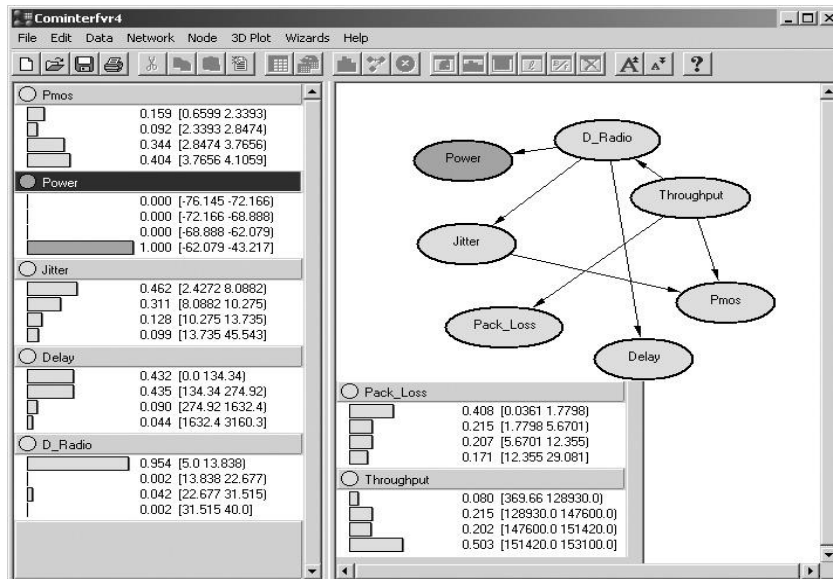 Cominterfvr4
File Edit Data Network Node 3D Plot Wizards Help
Pmos
0.159 [0.6599 2.3393)
0.092 [2.3393 2.8474)
0.344 [2.8474 3.7656)
0.404 [3.7656 4.1059)
Power
0.000 [-76.145 -72.166)
0.000 [-72.166 -68.888)
0.000 [-68.888 -62.079)
1.000 [-62.079 -43.217)
Jitter
0.462 [2.4272 8.0882)
0.311 [8.0882 10.275)
0.128 [10.275 13.735)
0.099 [13.735 45.543)
Delay
0.432 [0.0 134.34)
0.435 [134.34 274.92)
0.090 [274.92 1632.4)
0.044 [1632.4 3160.3)
D_Radio
0.954 [5.0 13.838)
0.002 [13.838 22.677)
0.042 [22.677 31.515)
0.002 [31.515 40.0)
D_Radio
Power
Throughput
Jitter
Pmos
Pack_Loss
Delay
Pack_Loss
0.408 [0.0361 1.7798)
0.215 [1.7798 5.6701)
0.207 [5.6701 12.355)
0.171 [12.355 29.081)
Throughput
0.080 [369.66 128930.0)
0.215 [128930.0 147600.0)
0.202 [147600.0 151420.0)
0.503 [151420.0 153100.0)